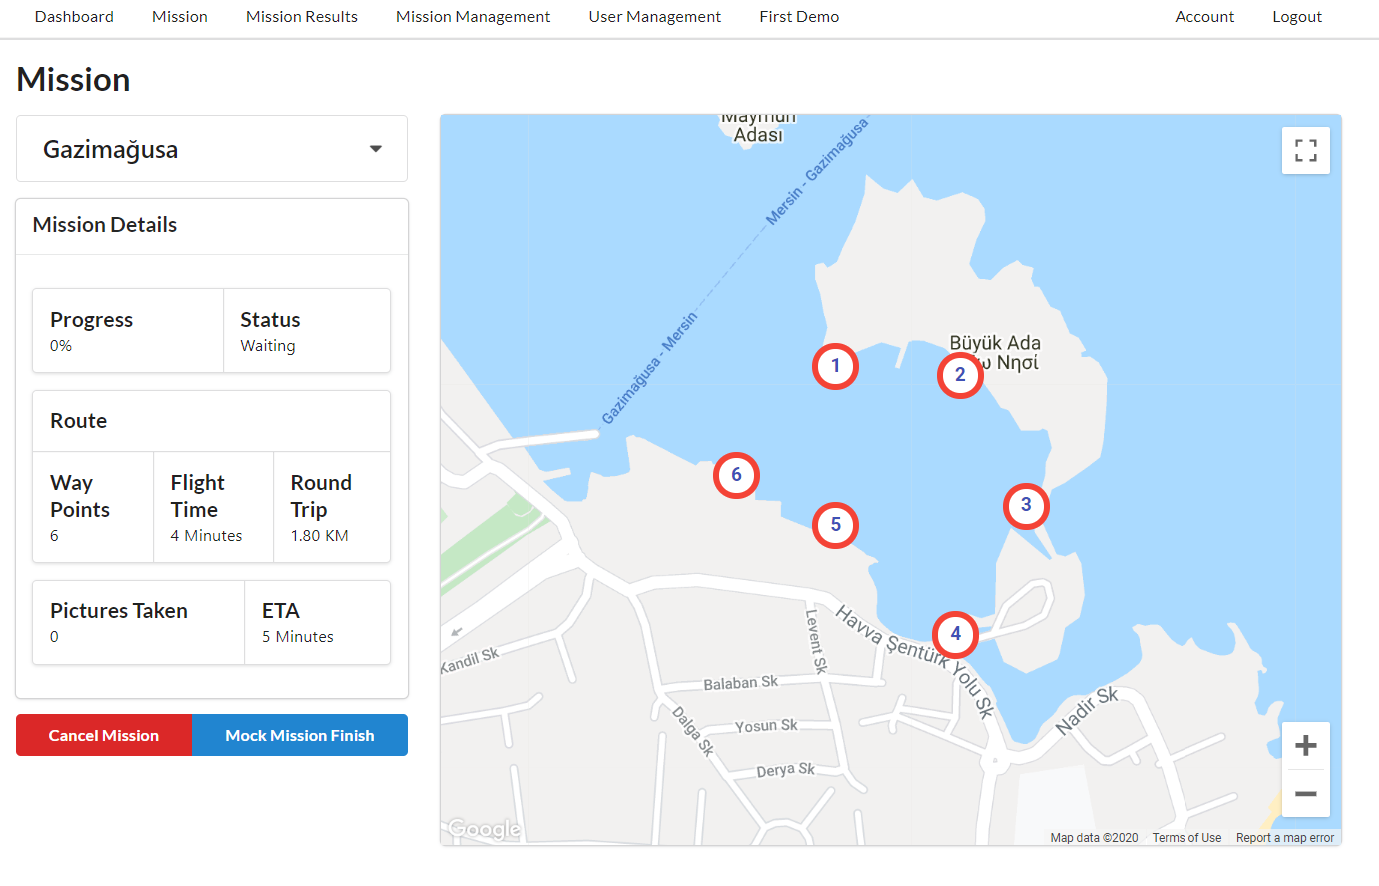 Dashboard
Mission
Mission Results
Mission Management
User Management
First Demo
Account
Logout
Mission
Gazimağusa
Mission Details
Progress
0%
Status
Waiting
Route
Way
Points
6
Flight
Time
4 Minutes
Round
Trip
1.80 KM
Pictures Taken
0
ETA
5 Minutes
Cancel Mission
Mock Mission Finish
Maymun
Adası
Mersin - Gazimağusa
Gazimağusa - Mersin
Büyük Ada
ω Νησί
1
2
3
4
5
6
Havva Şentürk Yolu Sk
Levent Sk
Kandil Sk
Balaban Sk
Dalga Sk
Yosun Sk
Derya Sk
Nadir Sk
Google
Map data ©2020
Terms of Use
Report a map error